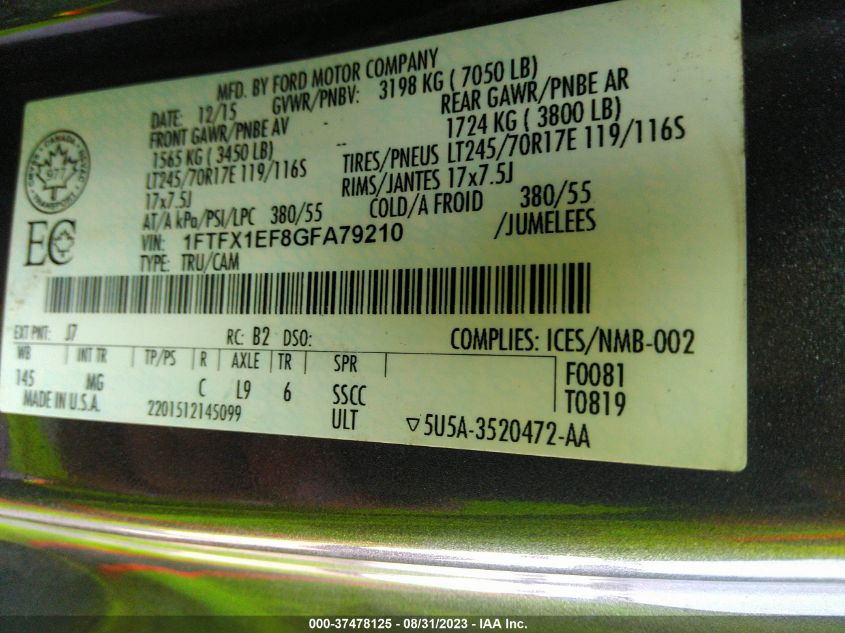 MFD. BY FORD MOTOR COMPANY
DATE: 12/15 GVWR/PNBV: 3198 KG ( 7050 LB)
FRONT GAWR/PNBE AV REAR GAWR/PNBE AR
1565 KG ( 3450 LB) 1724 KG ( 3800 LB)
LT245/70R17E 119/116S TIRES/PNEUS LT245/70R17E 119/116S
17x7.5J RIMS/JANTES 17x7.5J
AT/A kPa/PSI/LPC 380/55 COLD/A FROID 380/55
VIN: 1FTFX1EF8GFA79210 /JUMELEES
TYPE: TRU/CAM
CANADA
TRANSPORT
977
EC
EXT PNT: J7 RC: B2 DSO: COMPLIES: ICES/NMB-002
WB INT TR TP/PS R AXLE TR SPR F0081
145 MG C L9 6 SSCC T0819
MADE IN U.S.A. 2201512145099 ULT ▽5U5A-3520472-AA
000-37478125 - 08/31/2023 - IAA Inc.